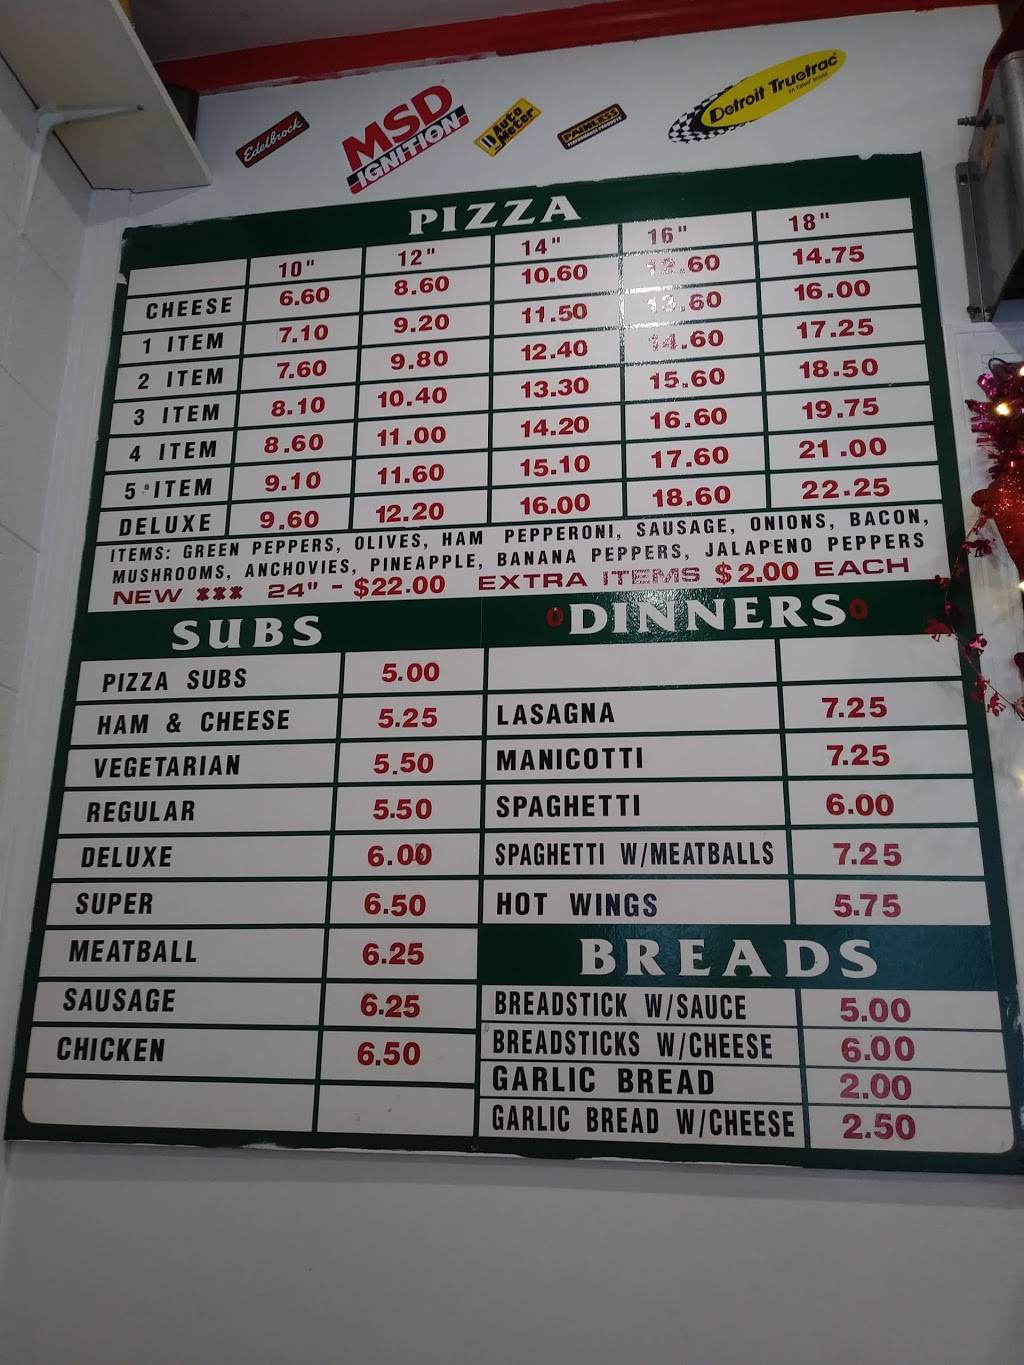 Edelbrock
MSD
IGNITION
Auto Meter
PAINLESS
Detroit Truetrac
PIZZA
10" 12" 14" 16" 18"
CHEESE 6.60 8.60 10.60 12.60 14.75
1 ITEM 7.10 9.20 11.50 13.60 16.00
2 ITEM 7.60 9.80 12.40 14.60 17.25
3 ITEM 8.10 10.40 13.30 15.60 18.50
4 ITEM 8.60 11.00 14.20 16.60 19.75
5 ITEM 9.10 11.60 15.10 17.60 21.00
DELUXE 9.60 12.20 16.00 18.60 22.25
ITEMS: GREEN PEPPERS, OLIVES, HAM PEPPERONI, SAUSAGE, ONIONS, BACON,
MUSHROOMS, ANCHOVIES, PINEAPPLE, BANANA PEPPERS, JALAPENO PEPPERS
NEW *** 24" - $22.00 EXTRA ITEMS $2.00 EACH
SUBS
PIZZA SUBS 5.00
HAM & CHEESE 5.25
VEGETARIAN 5.50
REGULAR 5.50
DELUXE 6.00
SUPER 6.50
MEATBALL 6.25
SAUSAGE 6.25
CHICKEN 6.50
DINNERS
LASAGNA 7.25
MANICOTTI 7.25
SPAGHETTI 6.00
SPAGHETTI W/MEATBALLS 7.25
HOT WINGS 5.75
BREADS
BREADSTICK W/SAUCE 5.00
BREADSTICKS W/CHEESE 6.00
GARLIC BREAD 2.00
GARLIC BREAD W/CHEESE 2.50